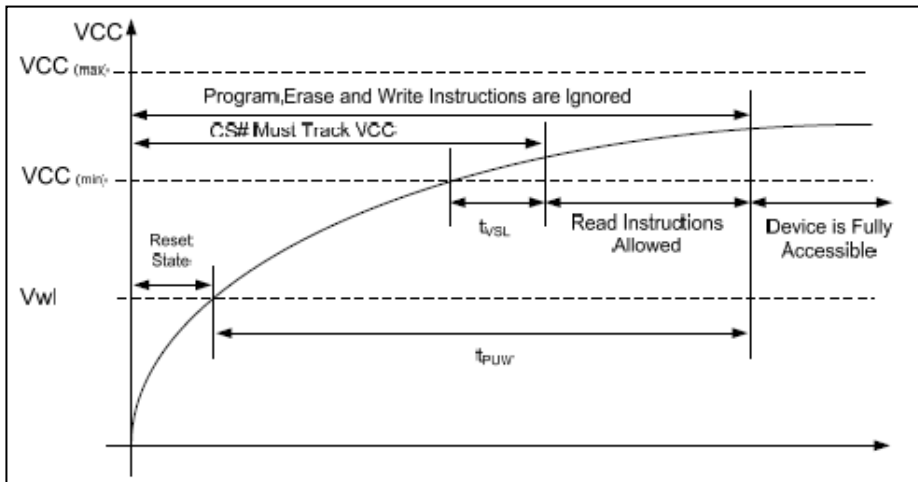 VCC
VCC (max)
Program,Erase and Write Instructions are Ignored
CS# Must Track VCC
VCC (min)
tVSL
Read Instructions
Allowed
Device is Fully
Accessible
Reset
State
Vwl
tPUW